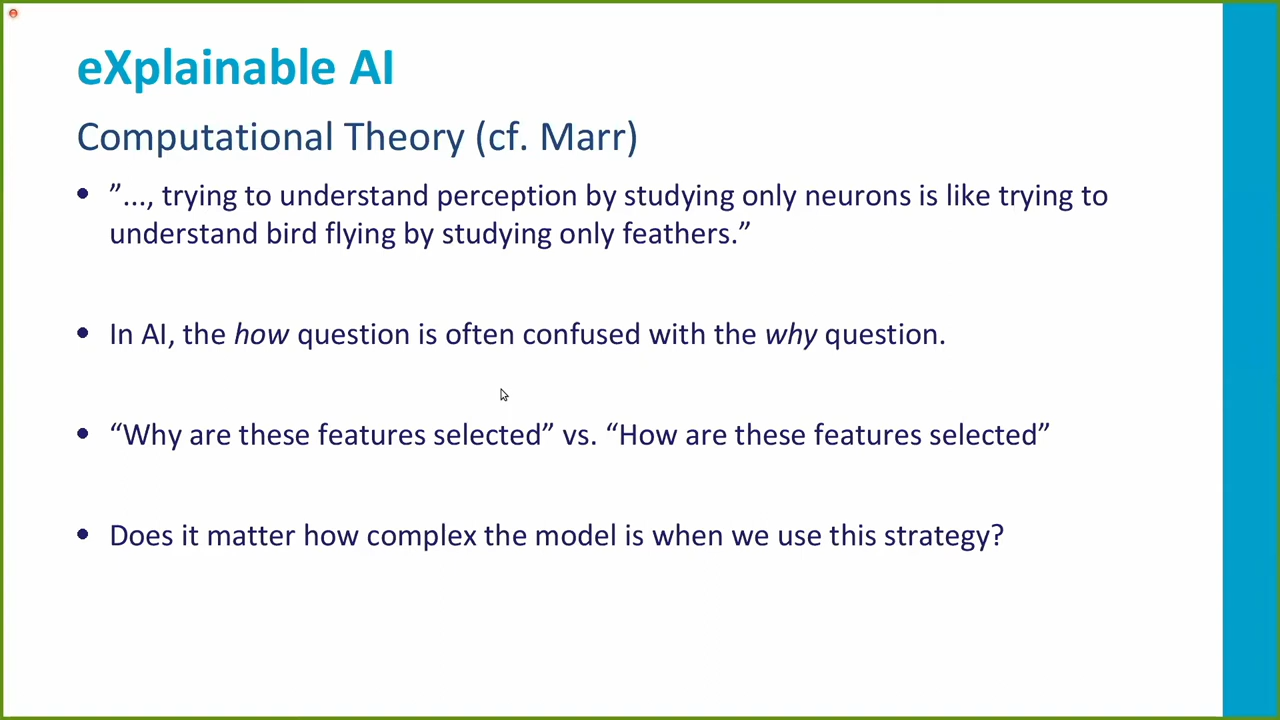 eXplainable AI
Computational Theory (cf. Marr)
• ”..., trying to understand perception by studying only neurons is like trying to
understand bird flying by studying only feathers.”
• In AI, the how question is often confused with the why question.
• “Why are these features selected” vs. “How are these features selected”
• Does it matter how complex the model is when we use this strategy?